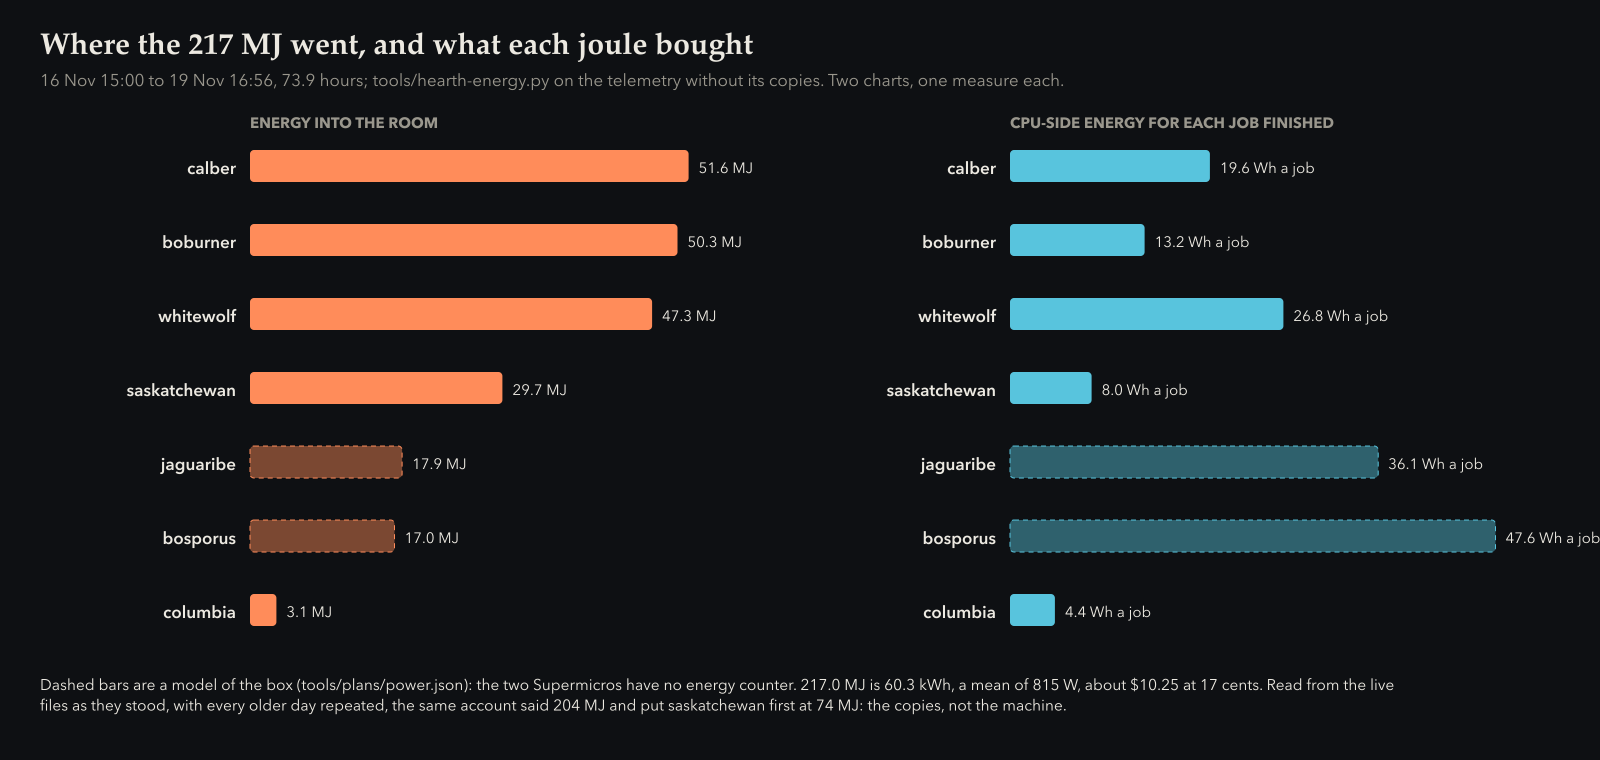 Where the 217 MJ went, and what each joule bought
16 Nov 15:00 to 19 Nov 16:56, 73.9 hours; tools/hearth-energy.py on the telemetry without its copies. Two charts, one measure each.
ENERGY INTO THE ROOM
calber 51.6 MJ
boburner 50.3 MJ
whitewolf 47.3 MJ
saskatchewan 29.7 MJ
jaguaribe 17.9 MJ
bosporus 17.0 MJ
columbia 3.1 MJ
CPU-SIDE ENERGY FOR EACH JOB FINISHED
calber 19.6 Wh a job
boburner 13.2 Wh a job
whitewolf 26.8 Wh a job
saskatchewan 8.0 Wh a job
jaguaribe 36.1 Wh a job
bosporus 47.6 Wh a job
columbia 4.4 Wh a job
Dashed bars are a model of the box (tools/plans/power.json): the two Supermicros have no energy counter. 217.0 MJ is 60.3 kWh, a mean of 815 W, about $10.25 at 17 cents. Read from the live
files as they stood, with every older day repeated, the same account said 204 MJ and put saskatchewan first at 74 MJ: the copies, not the machine.